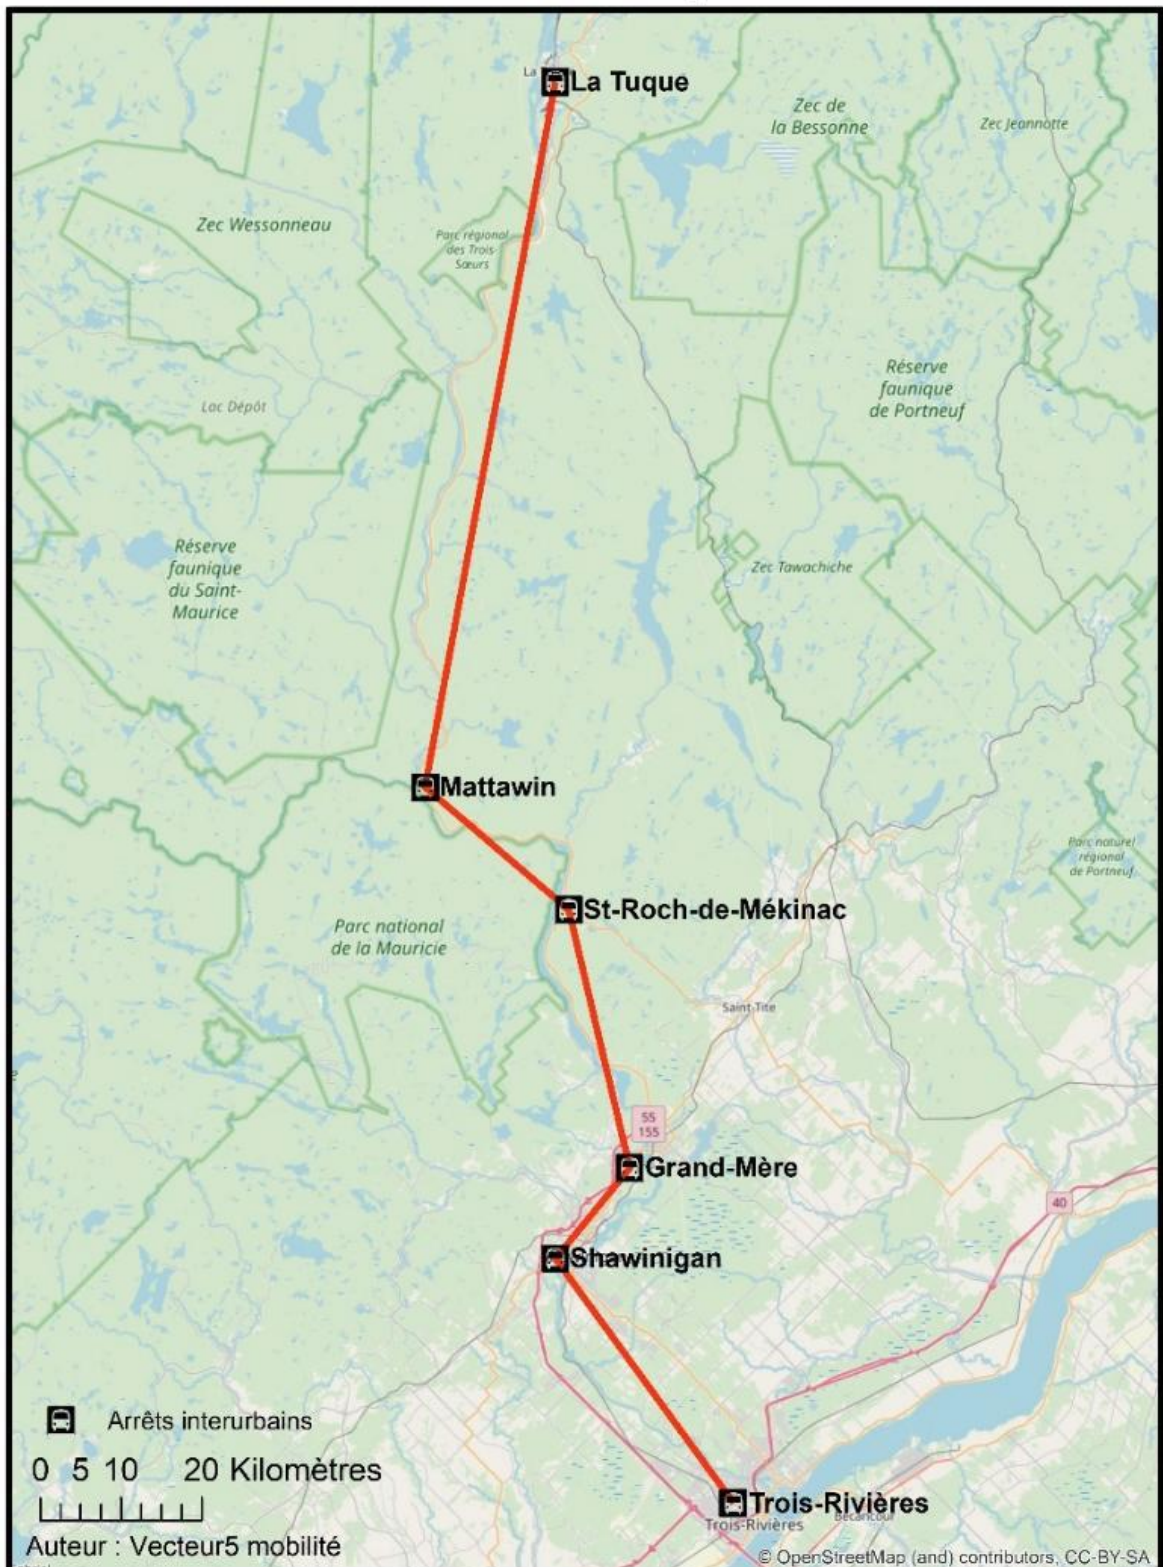 La
La Tuque
Zec de
la Bessonne
Zec Jeannotte
Zec Wessonneau
Parc régional
des Trois
Sœurs
Réserve
faunique
de Portneuf
Lac Dépôt
Réserve
faunique
du Saint-
Maurice
Zec Tawachiche
Mattawin
Parc naturel
régional
de Portneuf
St-Roch-de-Mékinac
Parc national
de la Mauricie
Saint-Tite
55
155
Grand-Mère
40
Shawinigan
Arrêts interurbains
0 5 10 20 Kilomètres
Trois-Rivières
Trois-Rivières
Bécancour
Auteur : Vecteur5 mobilité
© OpenStreetMap (and) contributors, CC-BY-SA